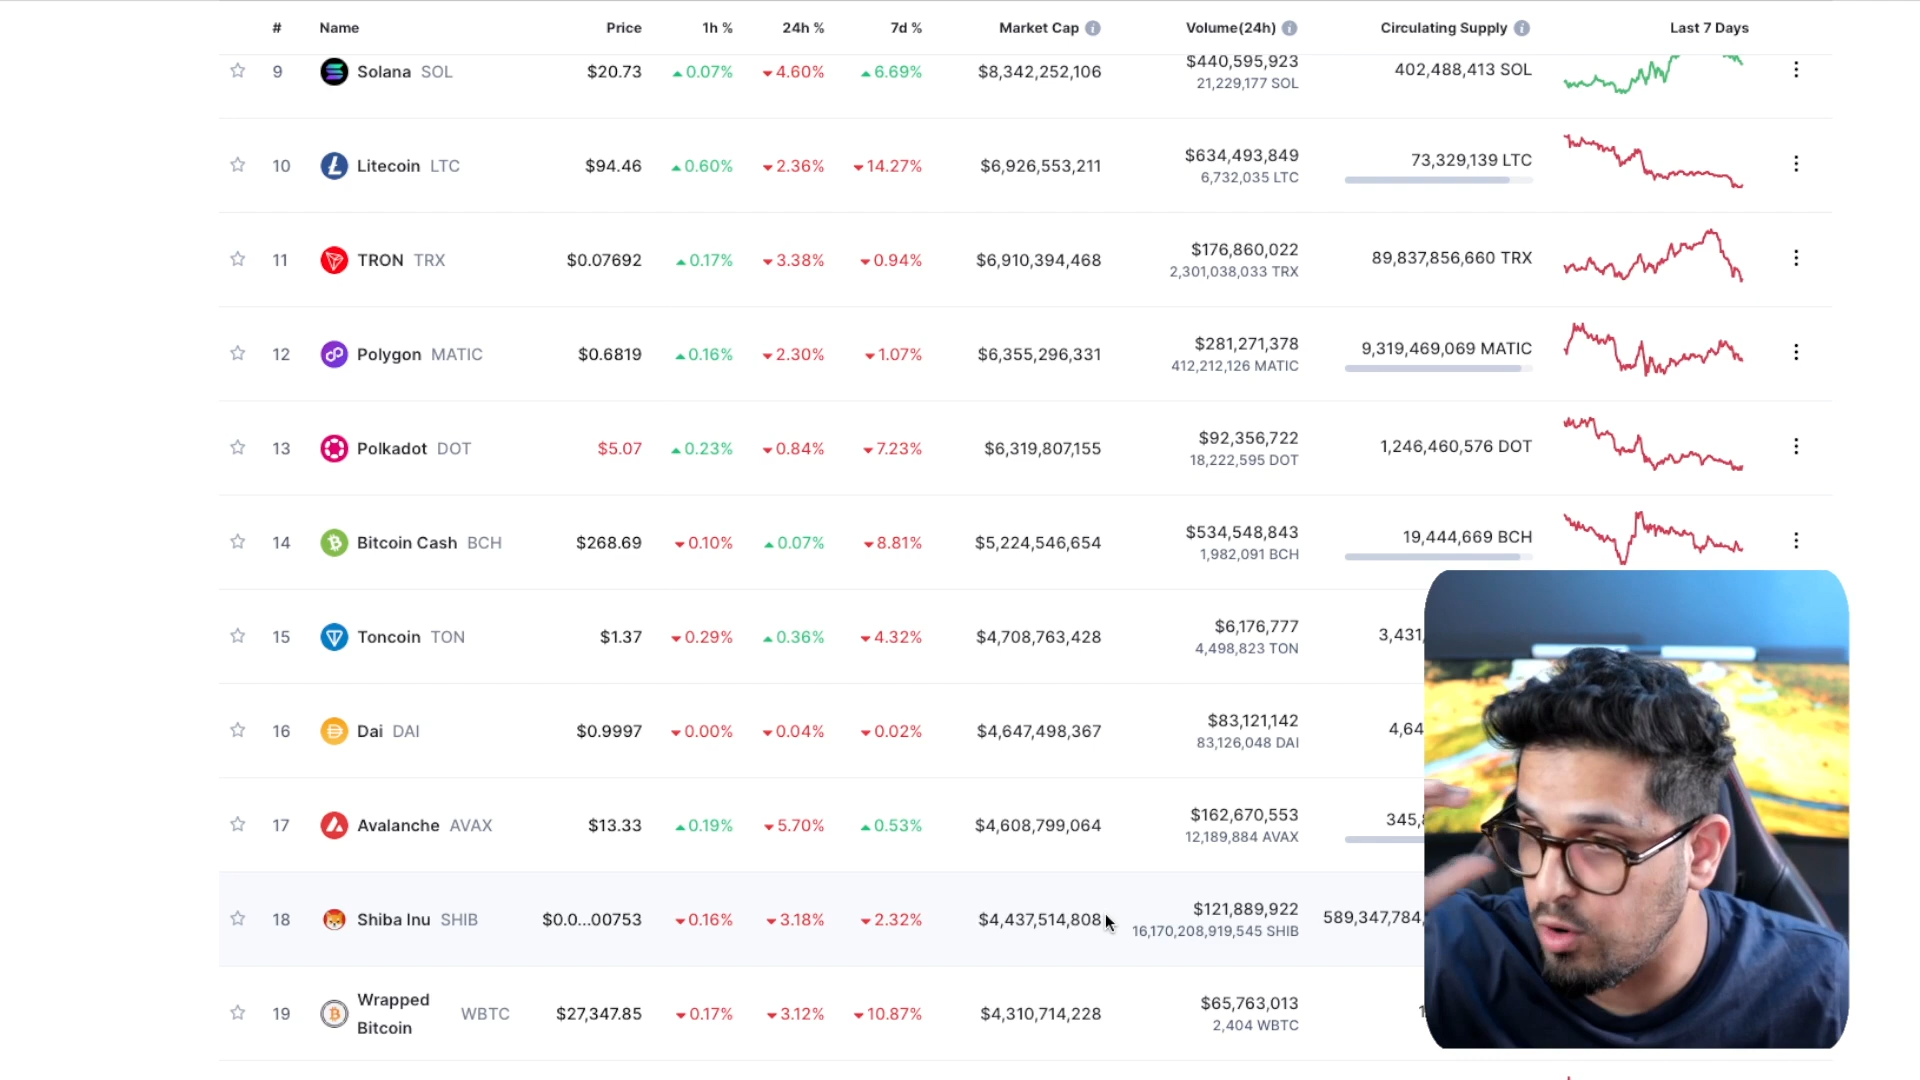 # Name Price 1h % 24h % 7d % Market Cap Volume(24h) Circulating Supply Last 7 Days
9 Solana SOL $20.73 0.07% 4.60% 6.69% $8,342,252,106 $440,595,923 402,488,413 SOL
21,229,177 SOL
10 Litecoin LTC $94.46 0.60% 2.36% 14.27% $6,926,553,211 $634,493,849 73,329,139 LTC
6,732,035 LTC
11 TRON TRX $0.07692 0.17% 3.38% 0.94% $6,910,394,468 $176,860,022 89,837,856,660 TRX
2,301,038,033 TRX
12 Polygon MATIC $0.6819 0.16% 2.30% 1.07% $6,355,296,331 $281,271,378 9,319,469,069 MATIC
412,212,126 MATIC
13 Polkadot DOT $5.07 0.23% 0.84% 7.23% $6,319,807,155 $92,356,722 1,246,460,576 DOT
18,222,595 DOT
14 Bitcoin Cash BCH $268.69 0.10% 0.07% 8.81% $5,224,546,654 $534,548,843 19,444,669 BCH
1,982,091 BCH
15 Toncoin TON $1.37 0.29% 0.36% 4.32% $4,708,763,428 $6,176,777 3,431,
4,498,823 TON
16 Dai DAI $0.9997 0.00% 0.04% 0.02% $4,647,498,367 $83,121,142 4,64
83,126,048 DAI
17 Avalanche AVAX $13.33 0.19% 5.70% 0.53% $4,608,799,064 $162,670,553 345,
12,189,884 AVAX
18 Shiba Inu SHIB $0.0...00753 0.16% 3.18% 2.32% $4,437,514,808 $121,889,922 589,347,784,
16,170,208,919,545 SHIB
19 Wrapped Bitcoin WBTC $27,347.85 0.17% 3.12% 10.87% $4,310,714,228 $65,763,013
2,404 WBTC